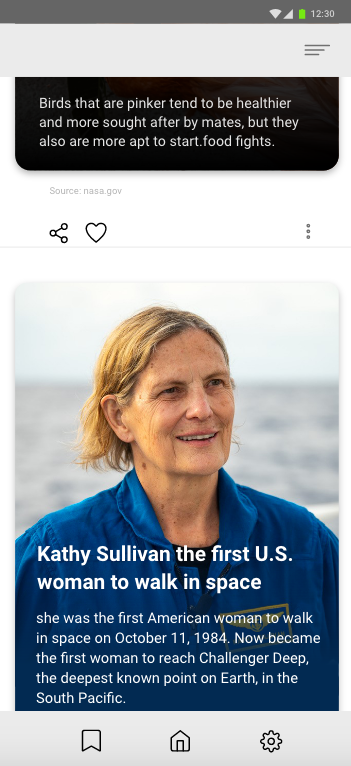 12:30
Birds that are pinker tend to be healthier
and more sought after by mates, but they
also are more apt to start.food fights.
Source: nasa.gov
Kathy Sullivan the first U.S.
woman to walk in space
she was the first American woman to walk
in space on October 11, 1984. Now became
the first woman to reach Challenger Deep,
the deepest known point on Earth, in the
South Pacific.